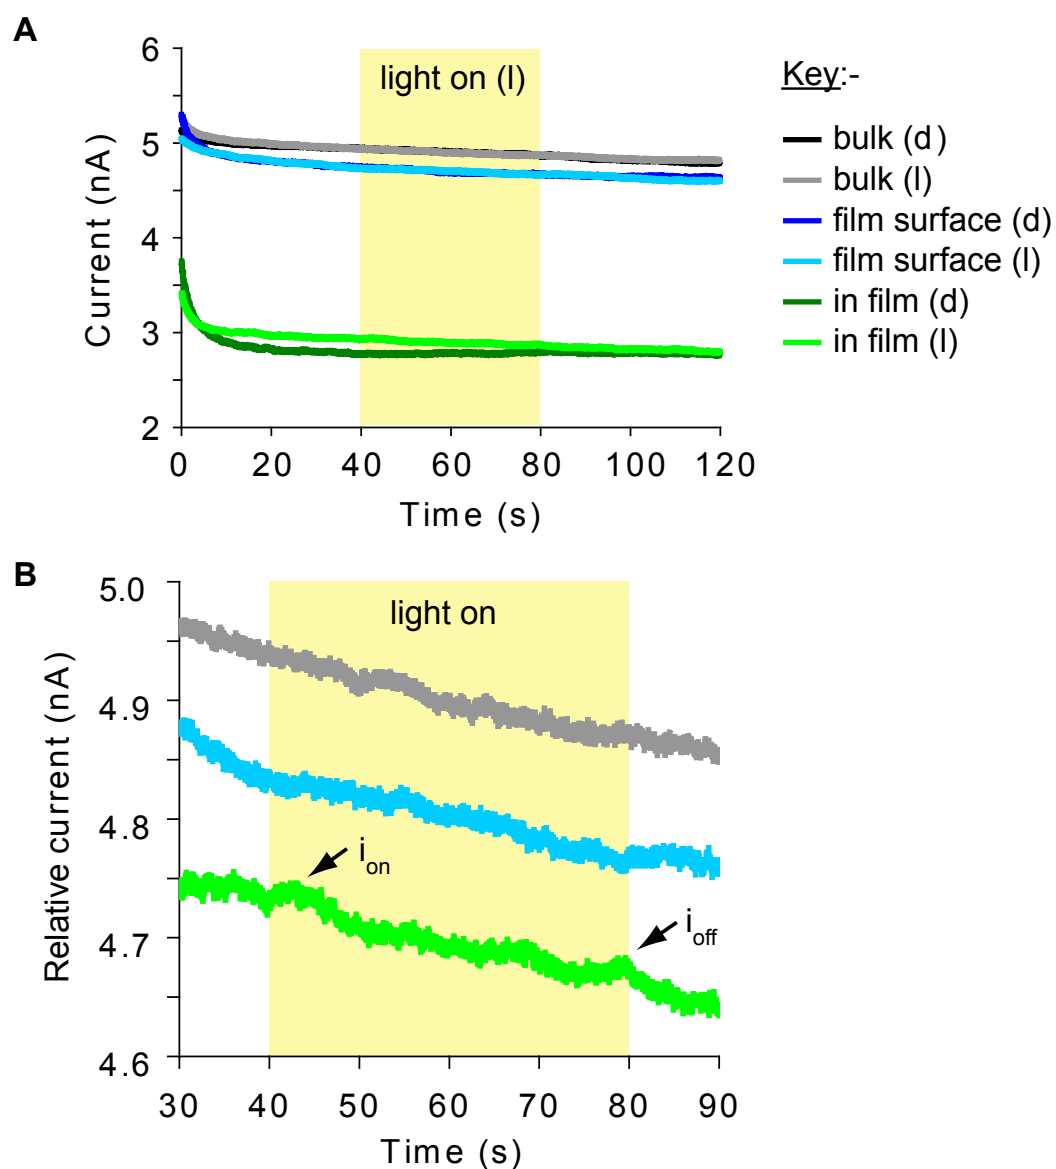 A
6
5
4
3
2
Current (nA)
light on (l)
0 20 40 60 80 100 120
Time (s)
Key:-
bulk (d)
bulk (l)
film surface (d)
film surface (l)
in film (d)
in film (l)
B
5.0
4.9
4.8
4.7
4.6
Relative current (nA)
light on
ion
ioff
30 40 50 60 70 80 90
Time (s)